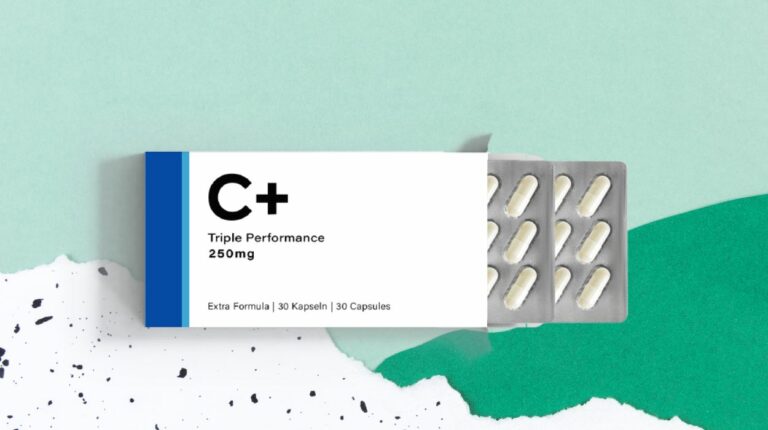 C+
Triple Performance
250mg
Extra Formula | 30 Kapseln | 30 Capsules